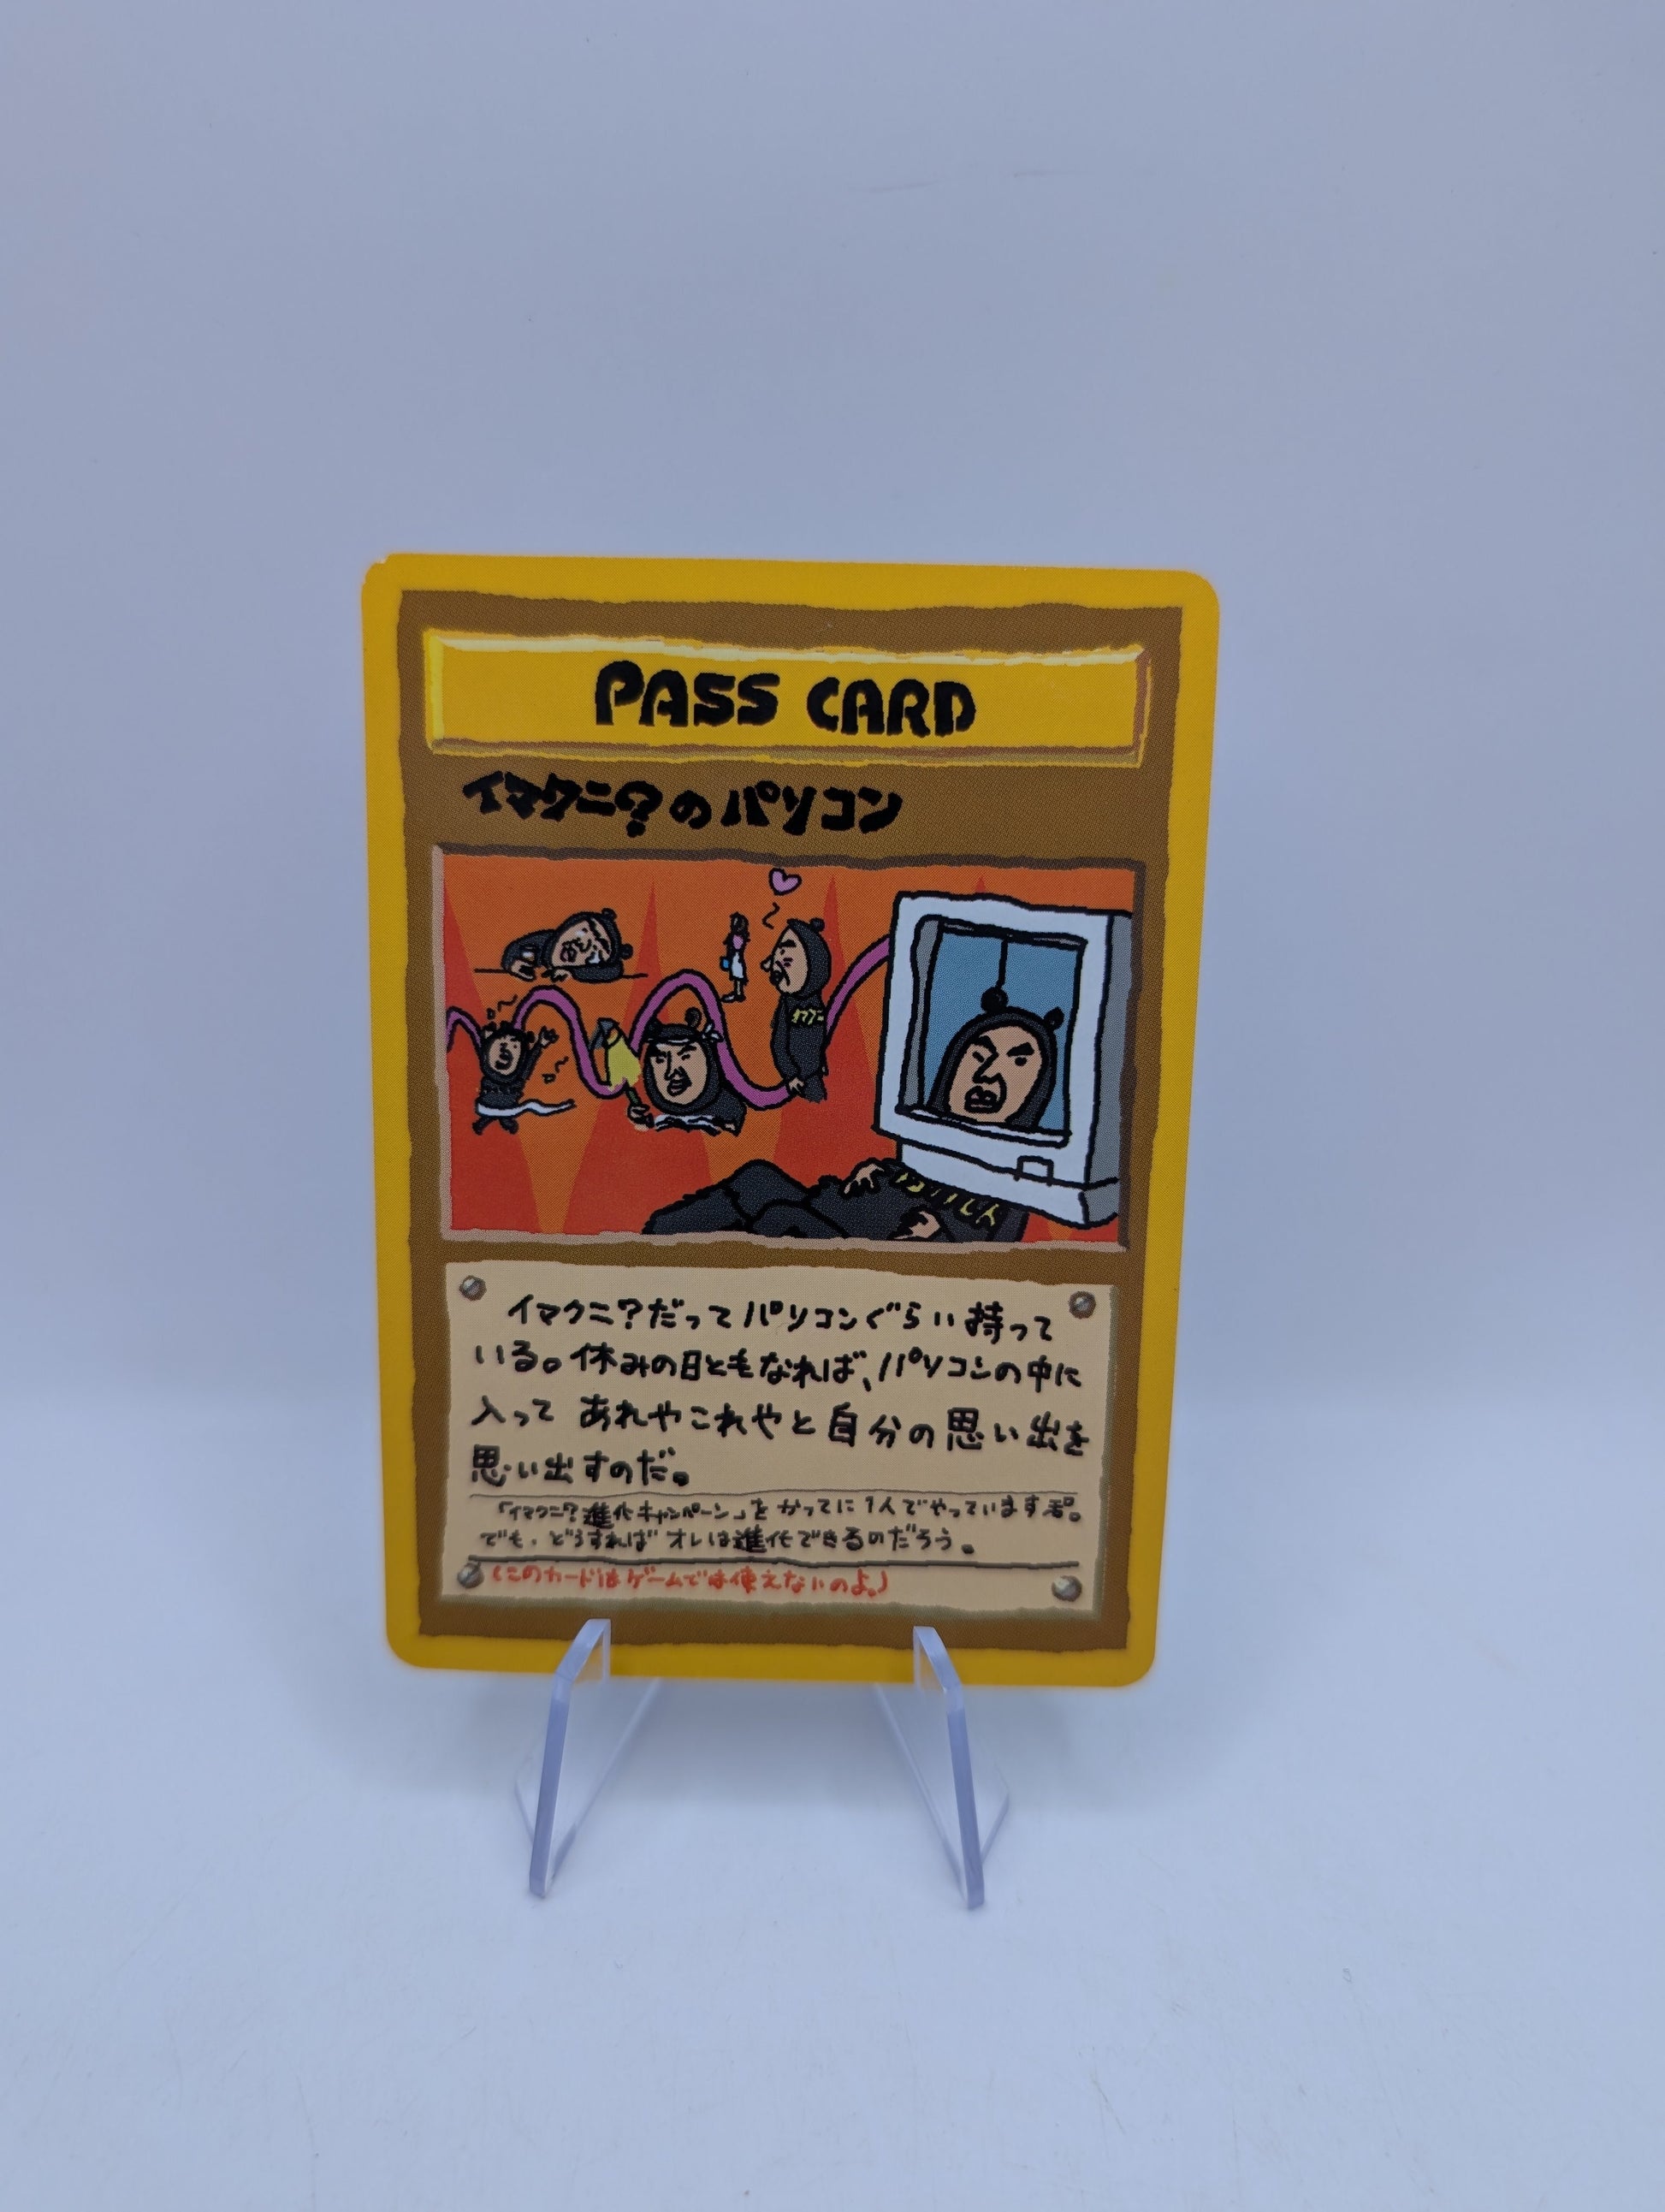 PASS CARD
イマクニ?のパソコン
イマクニ?だってパソコンぐらい持って
いる。休みの日ともなれば、パソコンの中に
入って あれやこれやと自分の思い出を
思い出すのだ。
「イマクニ?進化キャンペーン」を かってに1人でやっています
でも、どうすれば オレは進化できるのだろう。
(このカードはゲームでは使えないのよ。)